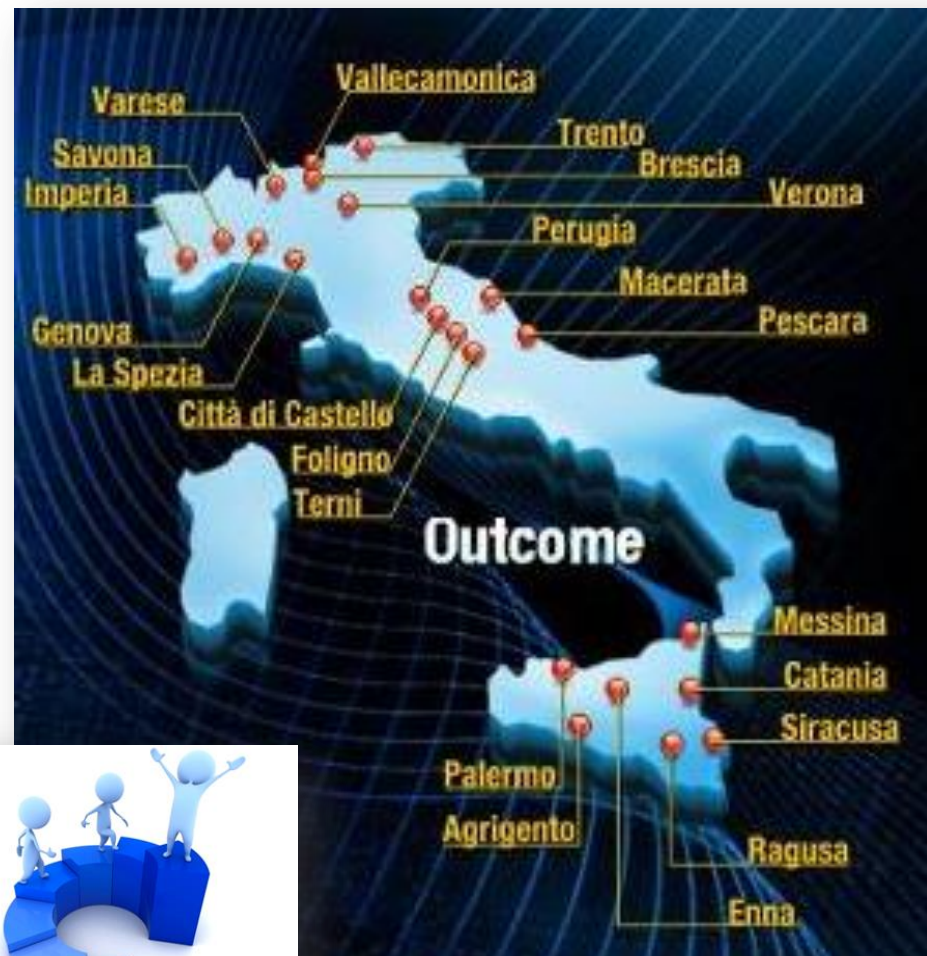 Vallecamonica
Varese
Trento
Savona
Brescia
Imperia
Verona
Perugia
Macerata
Pescara
Genova
La Spezia
Città di Castello
Foligno
Terni
Outcome
Messina
Catania
Siracusa
Palermo
Agrigento
Ragusa
Enna